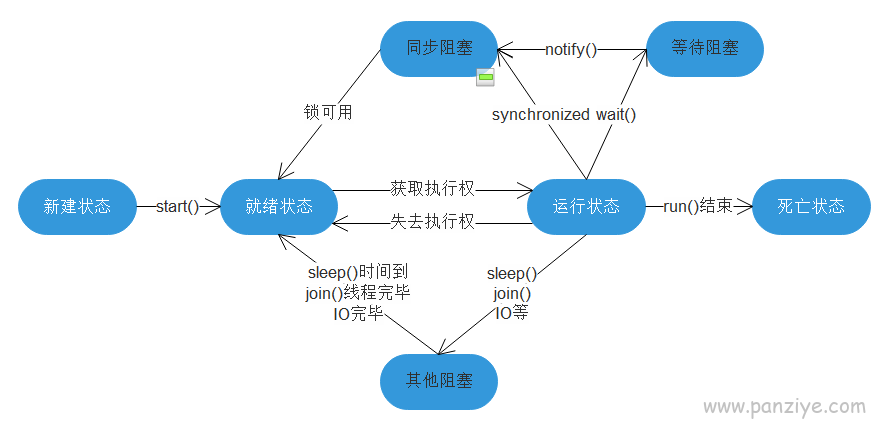 同步阻塞
notify()
等待阻塞
锁可用
synchronized wait()
新建状态
start()
就绪状态
获取执行权
失去执行权
运行状态
run()结束
死亡状态
sleep()时间到
join()线程完毕
IO完毕
sleep()
join()
IO等
其他阻塞
www.panziye.com